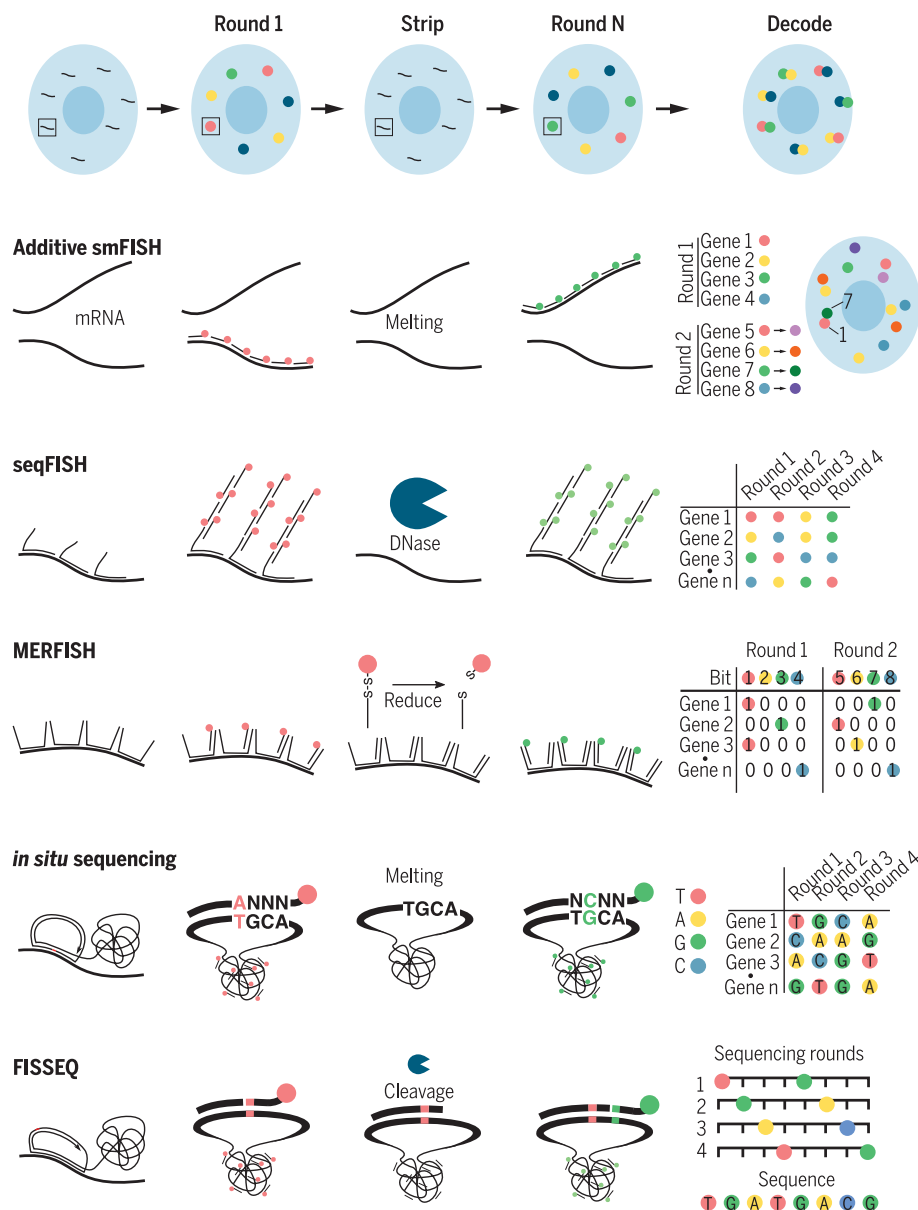 Round 1 Strip Round N Decode
Additive smFISH
mRNA
Melting
Round 1
Gene 1
Gene 2
Gene 3
Gene 4
Round 2
Gene 5
Gene 6
Gene 7
Gene 8
7
1
seqFISH
DNase
Round 1 Round 2 Round 3 Round 4
Gene 1
Gene 2
Gene 3
Gene n
MERFISH
S-S
Reduce
S
S
Round 1 Round 2
Bit 1 2 3 4 5 6 7 8
Gene 1 1 0 0 0 0 0 1 0
Gene 2 0 0 1 0 1 0 0 0
Gene 3 1 0 0 0 0 1 0 0
Gene n 0 0 0 1 0 0 0 1
in situ sequencing
ANNN
TGCA
Melting
TGCA
NCNN
TGCA
T
A
G
C
Round 1 Round 2 Round 3 Round 4
Gene 1 T G C A
Gene 2 C A A G
Gene 3 A C G T
Gene n G T G A
FISSEQ
Cleavage
Sequencing rounds
1
2
3
4
Sequence
T G A T G A C G